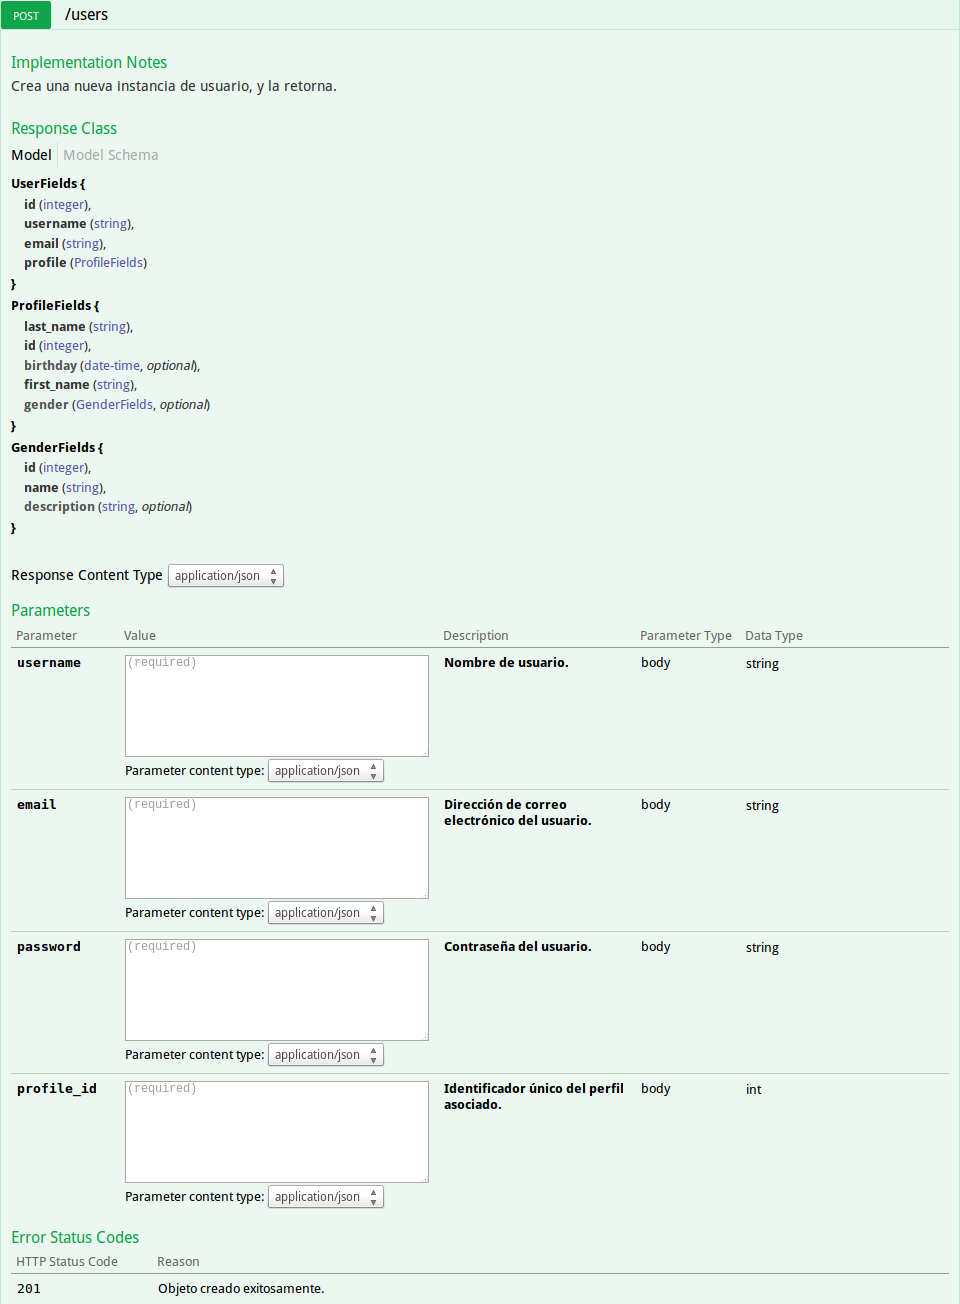 POST /users
Implementation Notes
Crea una nueva instancia de usuario, y la retorna.
Response Class
Model Model Schema
UserFields {
id (integer),
username (string),
email (string),
profile (ProfileFields)
}
ProfileFields {
last_name (string),
id (integer),
birthday (date-time, optional),
first_name (string),
gender (GenderFields, optional)
}
GenderFields {
id (integer),
name (string),
description (string, optional)
}
Response Content Type application/json
Parameters
Parameter Value Description Parameter Type Data Type
username (required) Nombre de usuario. body string
Parameter content type: application/json
email (required) Dirección de correo body string
electrónico del usuario.
Parameter content type: application/json
password (required) Contraseña del usuario. body string
Parameter content type: application/json
profile_id (required) Identificador único del perfil body int
asociado.
Parameter content type: application/json
Error Status Codes
HTTP Status Code Reason
201 Objeto creado exitosamente.